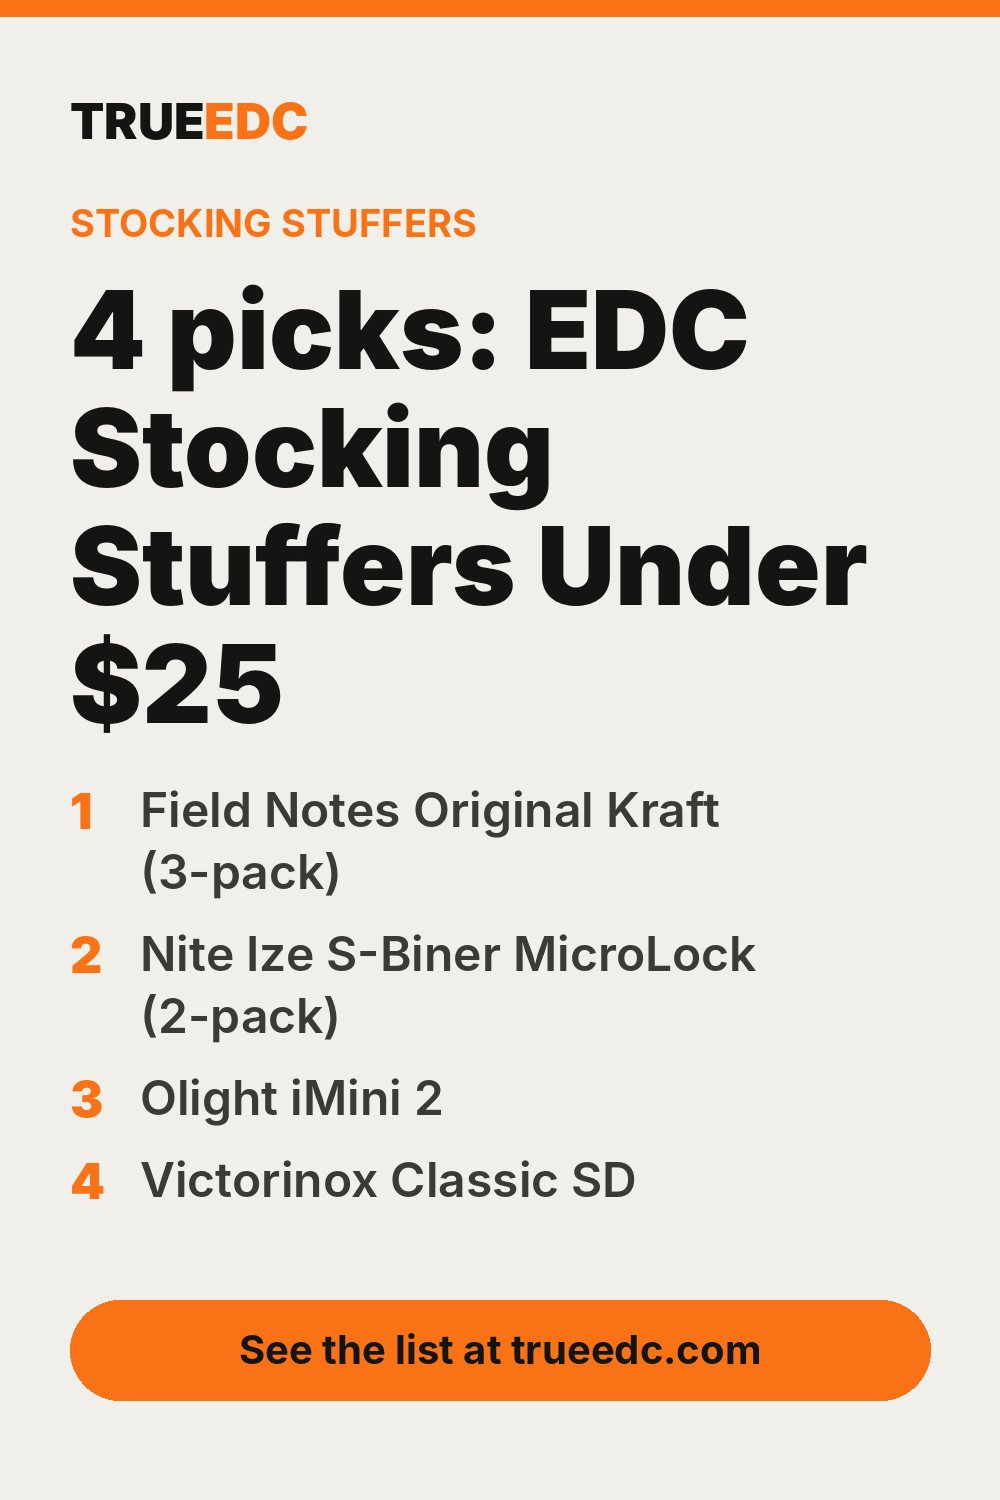 TRUEEDC
STOCKING STUFFERS
4 picks: EDC
Stocking
Stuffers Under
$25
1 Field Notes Original Kraft
(3-pack)
2 Nite Ize S-Biner MicroLock
(2-pack)
3 Olight iMini 2
4 Victorinox Classic SD
See the list at trueedc.com